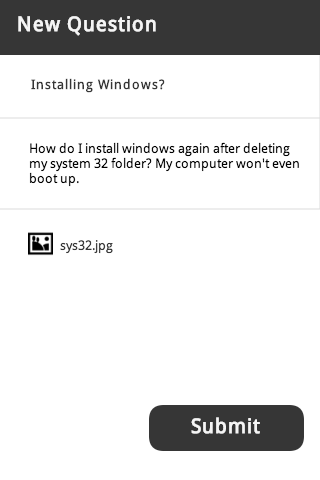 New Question
Installing Windows?
How do I install windows again after deleting
my system 32 folder? My computer won't even
boot up.
sys32.jpg
Submit